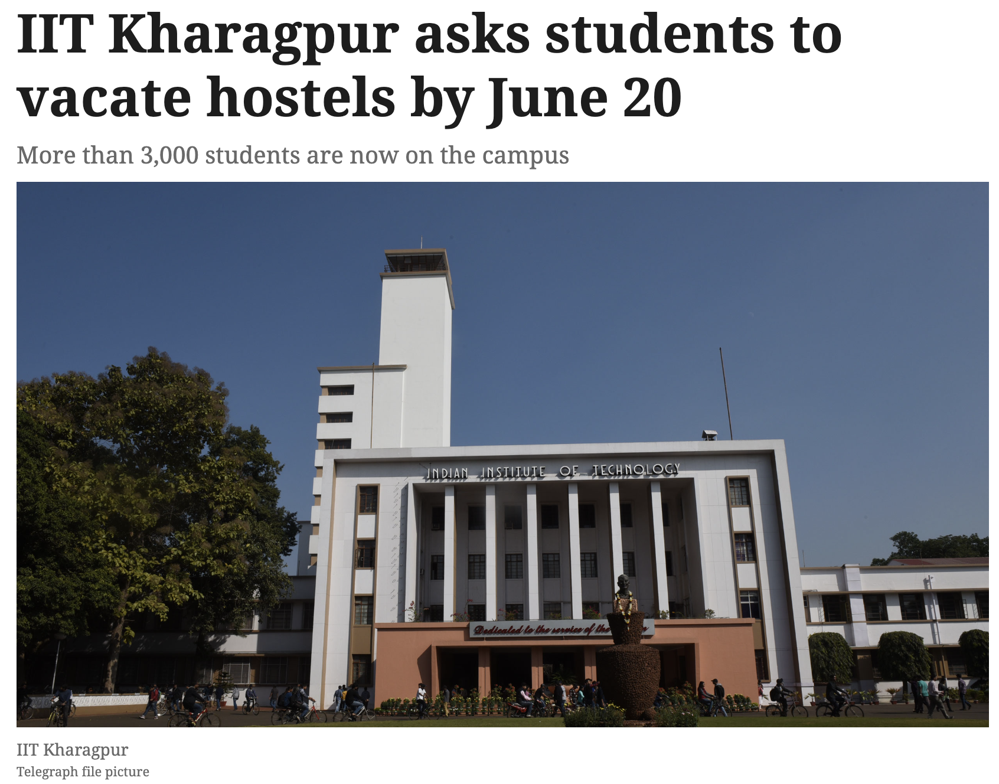 IIT Kharagpur asks students to
vacate hostels by June 20
More than 3,000 students are now on the campus
INDIAN INSTITUTE OF TECHNOLOGY
Dedicated to the service of the
IIT Kharagpur
Telegraph file picture